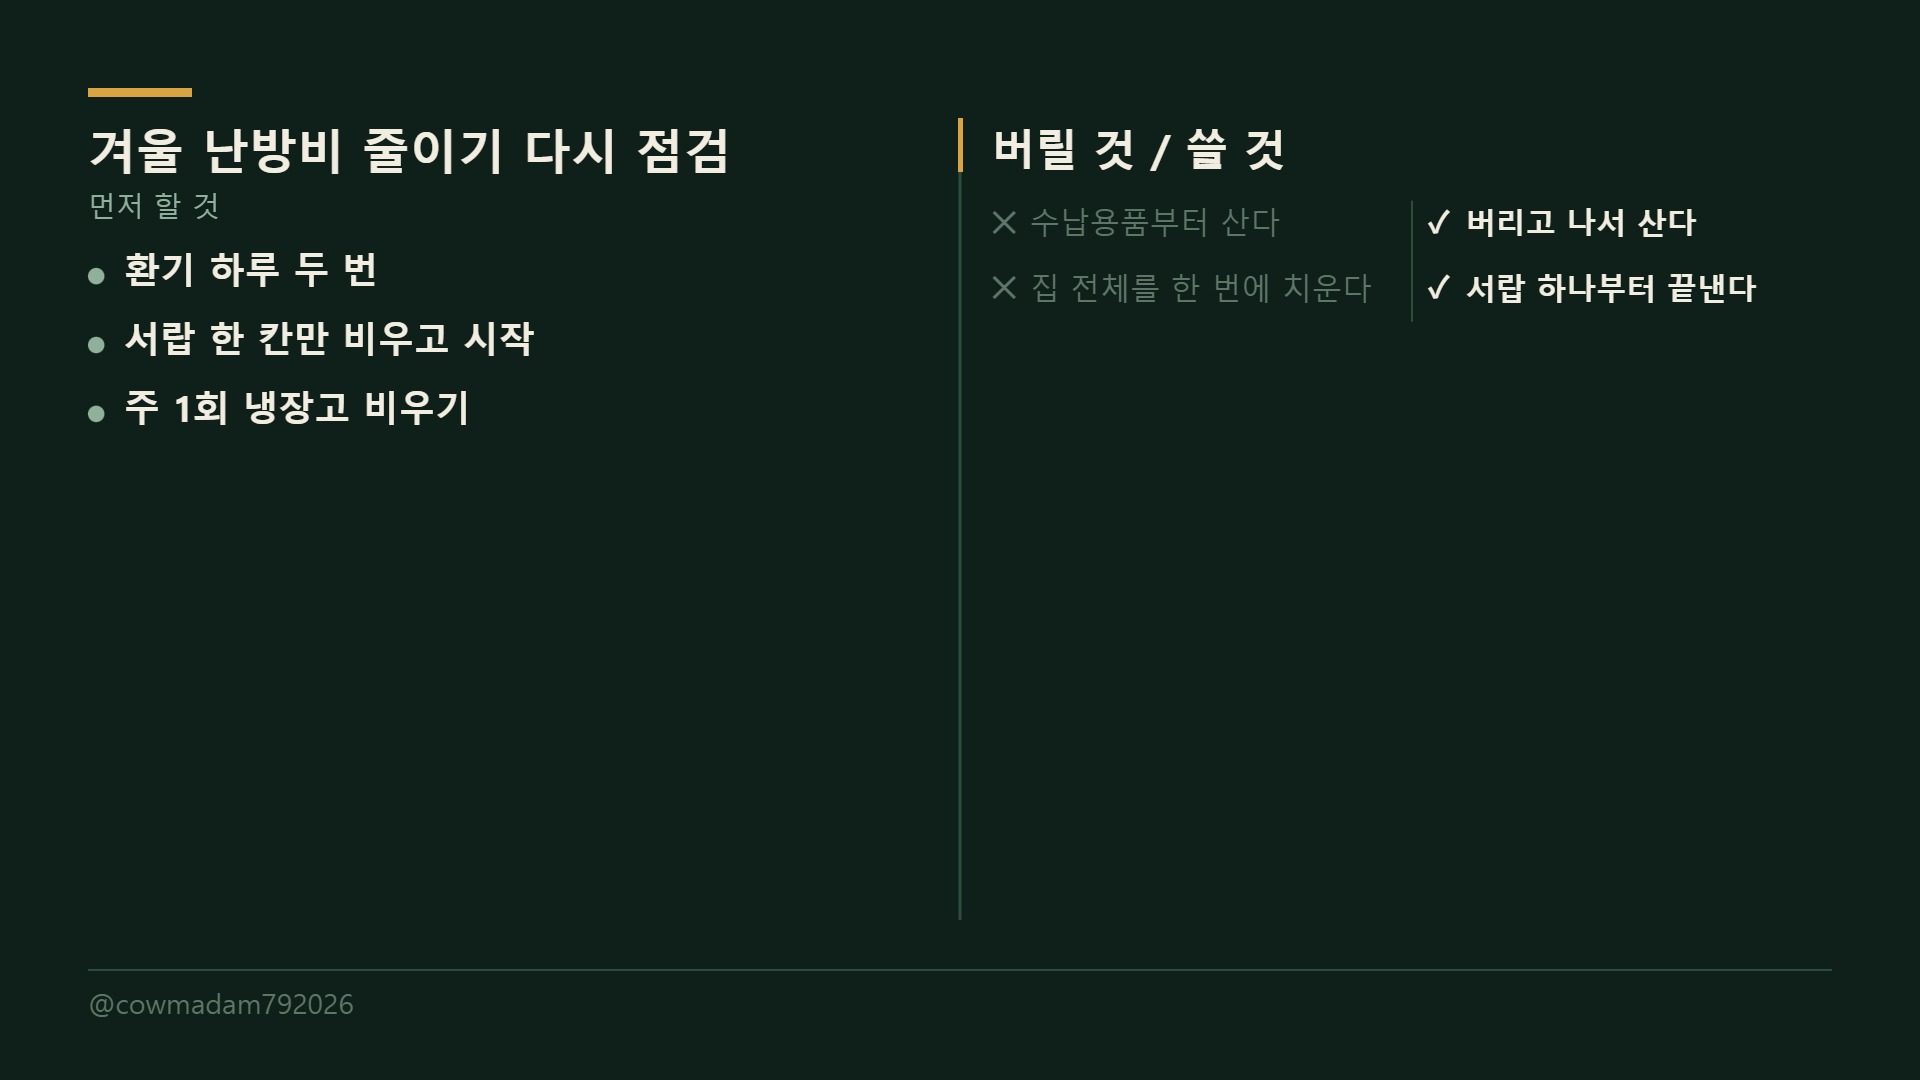 겨울 난방비 줄이기 다시 점검
먼저 할 것
● 환기 하루 두 번
● 서랍 한 칸만 비우고 시작
● 주 1회 냉장고 비우기
버릴 것 / 쓸 것
✕ 수납용품부터 산다
✓ 버리고 나서 산다
✕ 집 전체를 한 번에 치운다
✓ 서랍 하나부터 끝낸다
@cowmadam792026